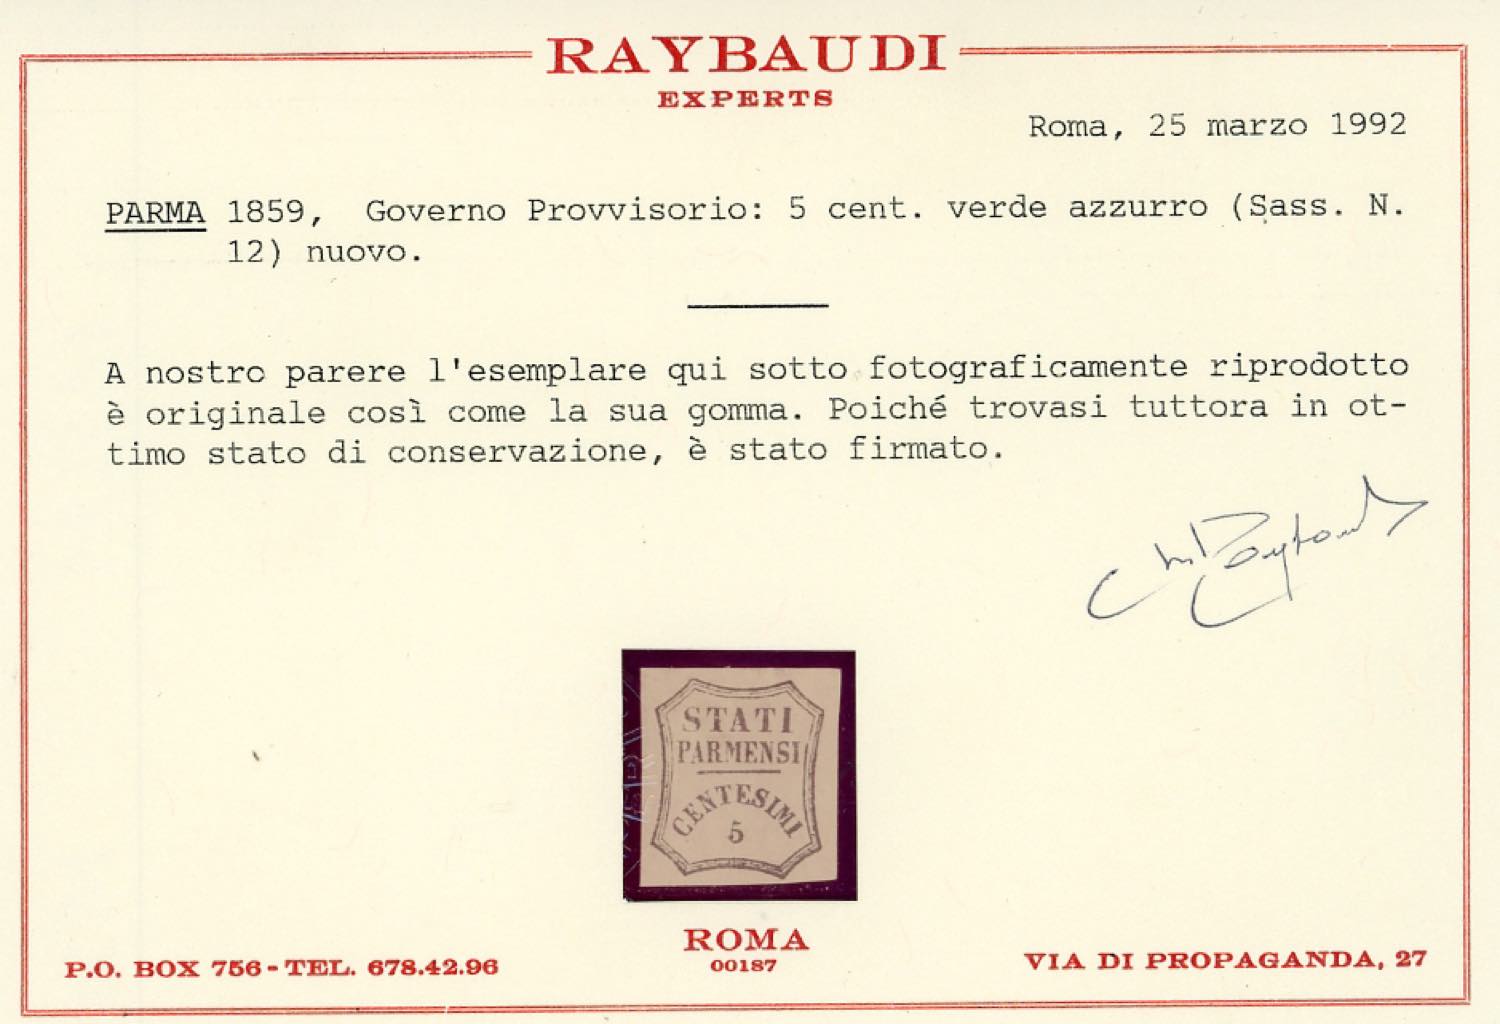 RAYBAUDI
EXPERTS
Roma, 25 marzo 1992
PARMA 1859, Governo Provvisorio: 5 cent. verde azzurro (Sass. N.
12) nuovo.
A nostro parere l'esemplare qui sotto fotograficamente riprodotto
è originale così come la sua gomma. Poiché trovasi tuttora in ot-
timo stato di conservazione, è stato firmato.
STATI
PARMENSI
CENTESIMI
5
ROMA
00187
P.O. BOX 756 - TEL. 678.42.96
VIA DI PROPAGANDA, 27